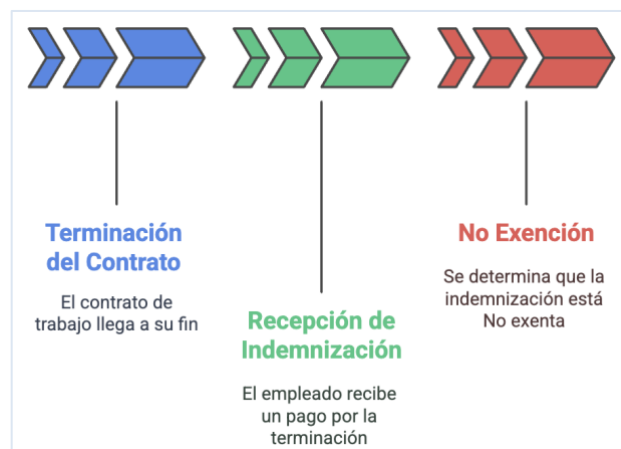 Terminación
del Contrato
El contrato de
trabajo llega a su fin
Recepción de
Indemnización
El empleado recibe
un pago por la
terminación
No Exención
Se determina que la
indemnización está
No exenta